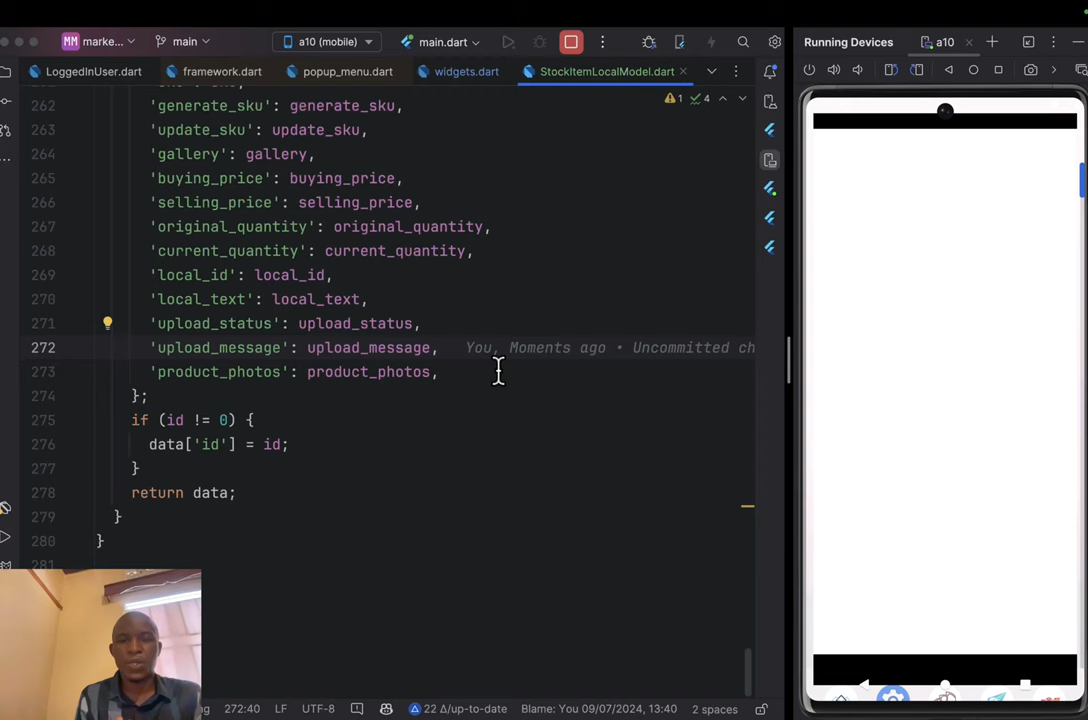 MM marke... main a10 (mobile) main.dart
LoggedInUser.dart framework.dart popup_menu.dart widgets.dart StockItemLocalModel.dart
Running Devices a10
1 4
262 'generate_sku': generate_sku,
263 'update_sku': update_sku,
264 'gallery': gallery,
265 'buying_price': buying_price,
266 'selling_price': selling_price,
267 'original_quantity': original_quantity,
268 'current_quantity': current_quantity,
269 'local_id': local_id,
270 'local_text': local_text,
271 'upload_status': upload_status,
272 'upload_message': upload_message, You, Moments ago • Uncommitted ch
273 'product_photos': product_photos,
274 };
275 if (id != 0) {
276 data['id'] = id;
277 }
278 return data;
279 }
280 }
281
272:40 LF UTF-8 22 Δ/up-to-date Blame: You 09/07/2024, 13:40 2 spaces